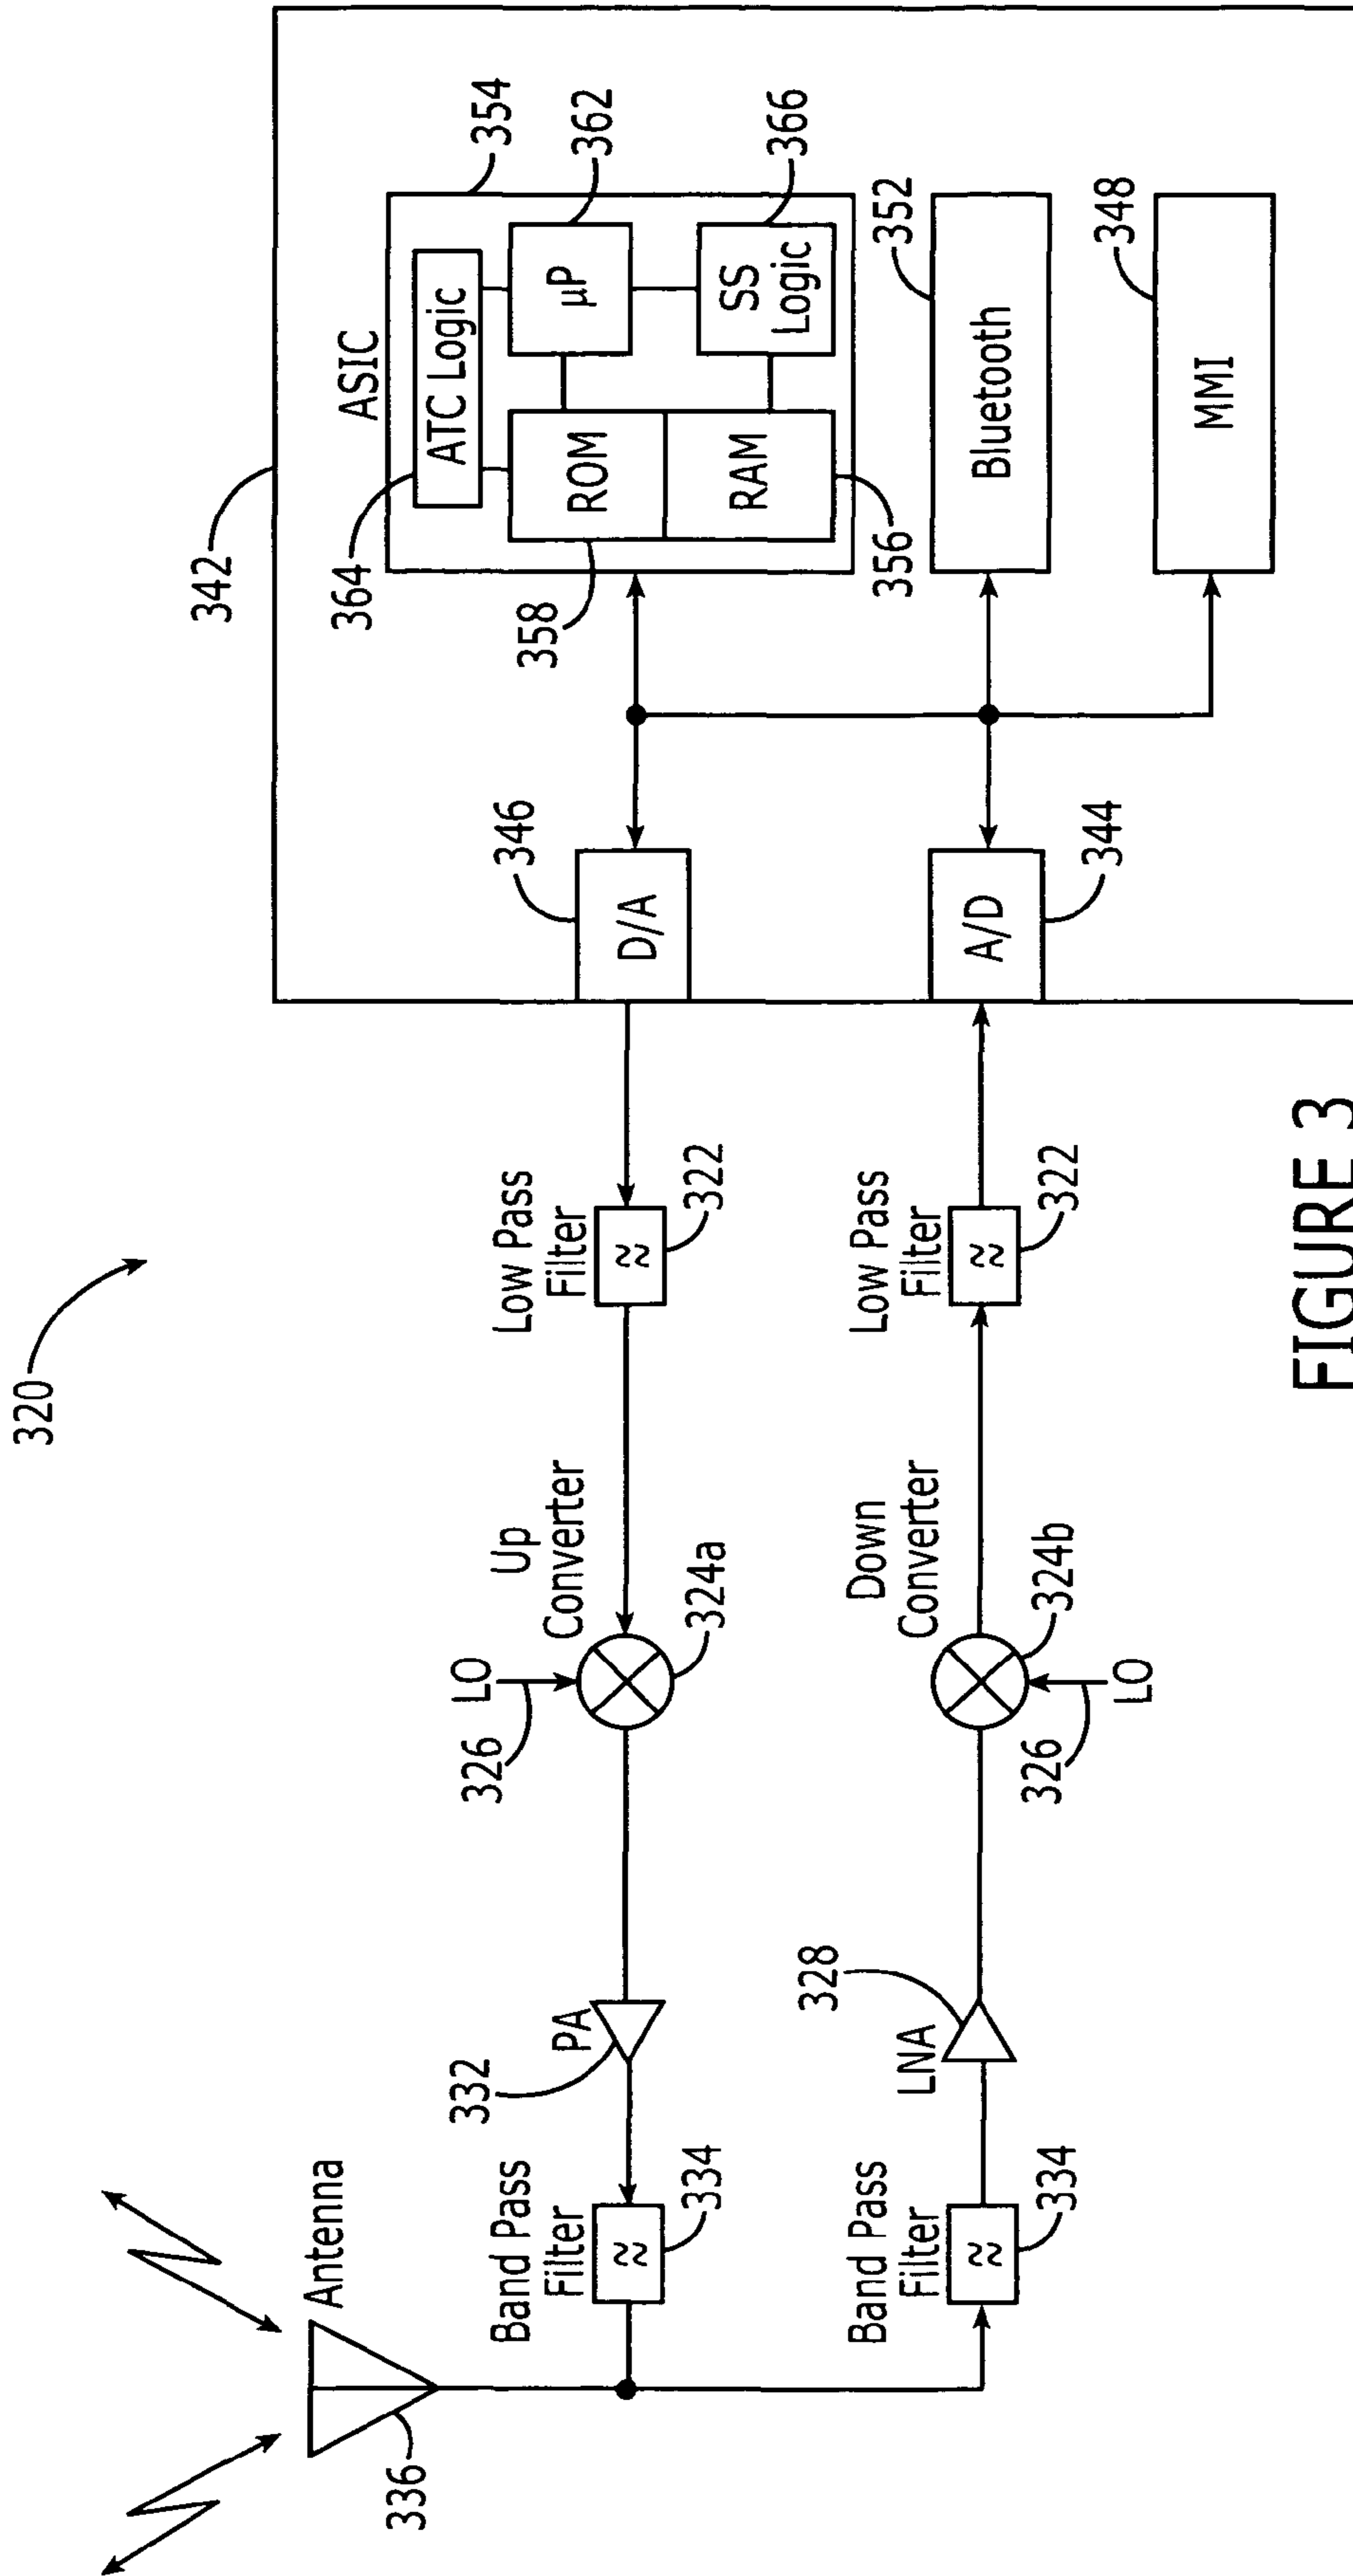 320
Antenna
336
Band Pass
Filter
334
PA
332
LO
326
Up
Converter
324a
Low Pass
Filter
322
D/A
346
342
ASIC
354
ATC Logic
364
ROM
358
μP
362
RAM
356
SS
Logic
366
Band Pass
Filter
334
LNA
328
Down
Converter
324b
LO
326
Low Pass
Filter
322
A/D
344
Bluetooth
352
MMI
348
FIGURE 3